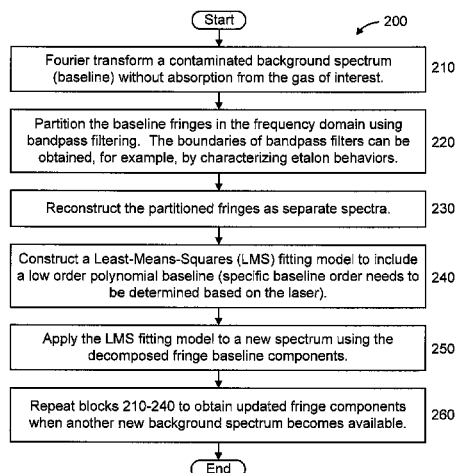 Start
200
Fourier transform a contaminated background spectrum
(baseline) without absorption from the gas of interest.
210
Partition the baseline fringes in the frequency domain using
bandpass filtering. The boundaries of bandpass filters can be
obtained, for example, by characterizing etalon behaviors.
220
Reconstruct the partitioned fringes as separate spectra.
230
Construct a Least-Means-Squares (LMS) fitting model to include
a low order polynomial baseline (specific baseline order needs to
be determined based on the laser).
240
Apply the LMS fitting model to a new spectrum using the
decomposed fringe baseline components.
250
Repeat blocks 210-240 to obtain updated fringe components
when another new background spectrum becomes available.
260
End